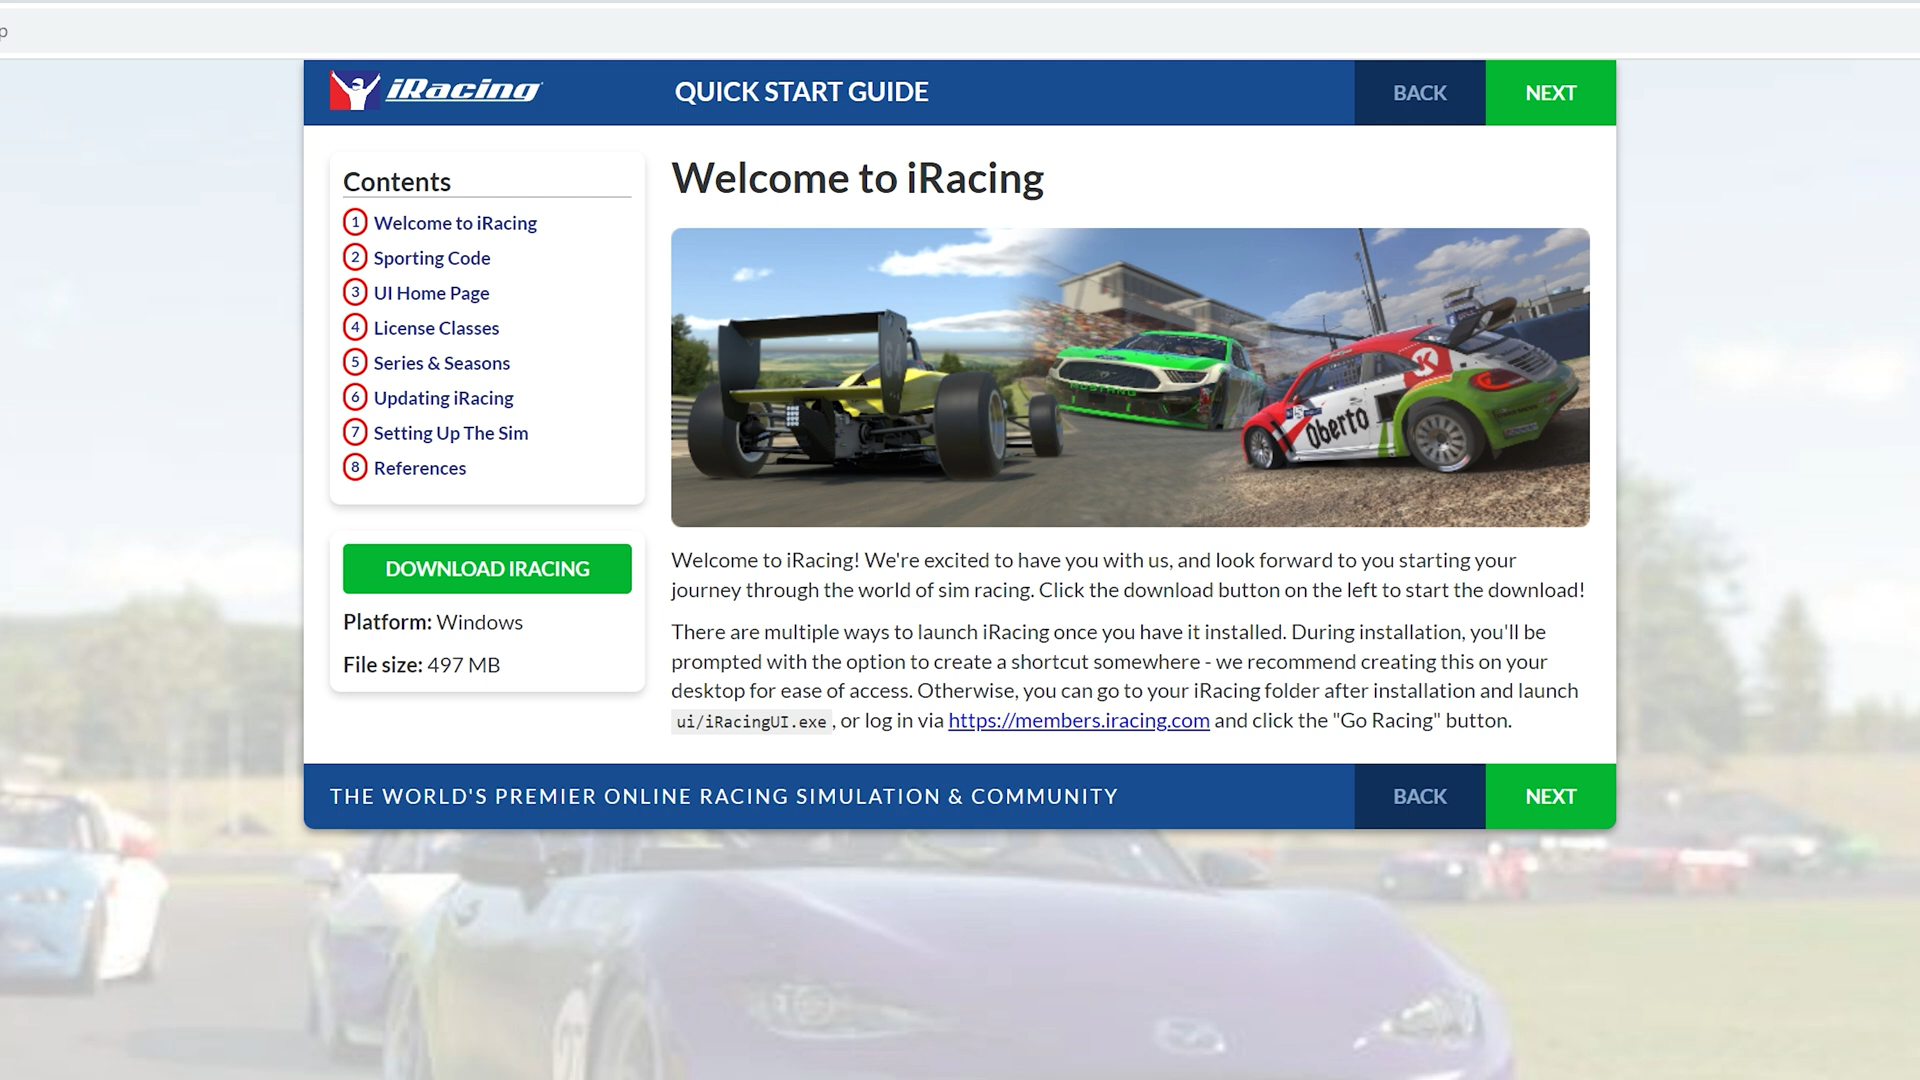 p
iRacing
QUICK START GUIDE
BACK
NEXT
Contents
1 Welcome to iRacing
2 Sporting Code
3 UI Home Page
4 License Classes
5 Series & Seasons
6 Updating iRacing
7 Setting Up The Sim
8 References
DOWNLOAD IRACING
Platform: Windows
File size: 497 MB
Welcome to iRacing
MUSTANG
Oberto
K
Welcome to iRacing! We're excited to have you with us, and look forward to you starting your
journey through the world of sim racing. Click the download button on the left to start the download!
There are multiple ways to launch iRacing once you have it installed. During installation, you'll be
prompted with the option to create a shortcut somewhere - we recommend creating this on your
desktop for ease of access. Otherwise, you can go to your iRacing folder after installation and launch
ui/iRacingUI.exe, or log in via https://members.iracing.com and click the "Go Racing" button.
THE WORLD'S PREMIER ONLINE RACING SIMULATION & COMMUNITY
BACK
NEXT